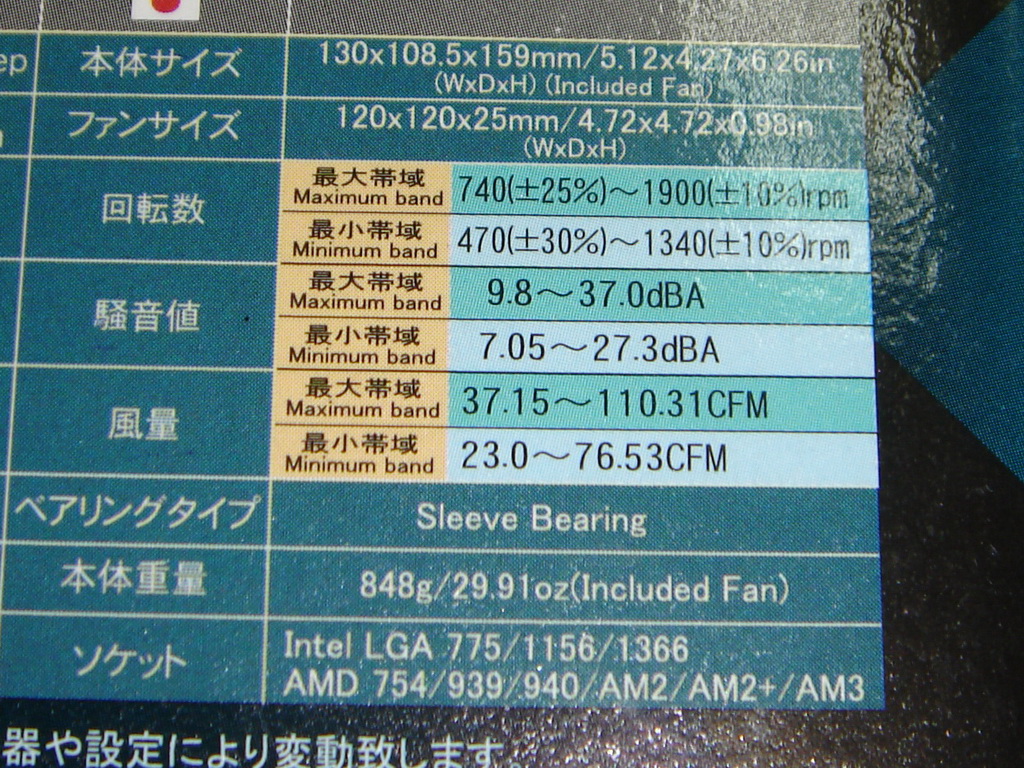 ep
本体サイズ
130x108.5x159mm/5.12x4.27x6.26in
(WxDxH) (Included Fan)
ファンサイズ
120x120x25mm/4.72x4.72x0.98in
(WxDxH)
回転数
最大帯域
Maximum band
740(±25%)~1900(±10%)rpm
最小帯域
Minimum band
470(±30%)~1340(±10%)rpm
騒音値
最大帯域
Maximum band
9.8~37.0dBA
最小帯域
Minimum band
7.05~27.3dBA
風量
最大帯域
Maximum band
37.15~110.31CFM
最小帯域
Minimum band
23.0~76.53CFM
ベアリングタイプ
Sleeve Bearing
本体重量
848g/29.91oz(Included Fan)
ソケット
Intel LGA 775/1156/1366
AMD 754/939/940/AM2/AM2+/AM3
器や設定により変動致します。